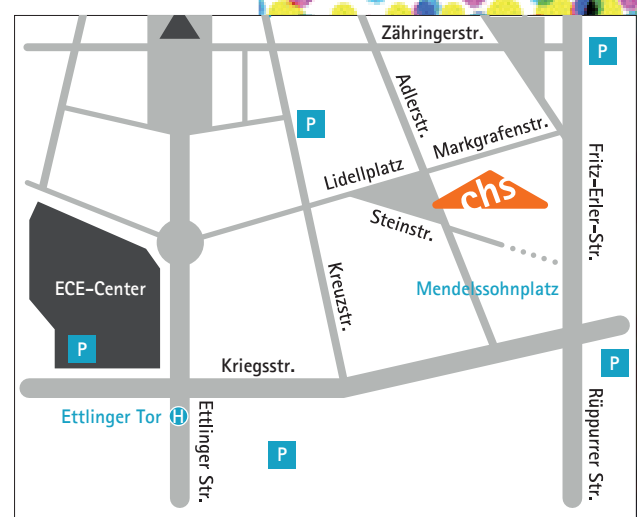 Zähringerstr.
P
Adlerstr.
P
Markgrafenstr.
Fritz-Erler-Str.
Lidellplatz
chs
Steinstr.
ECE-Center
Kreuzstr.
Mendelssohnplatz
P
Kriegsstr.
P
Ettlinger Tor H
Ettlinger Str.
Rüppurrer Str.
P